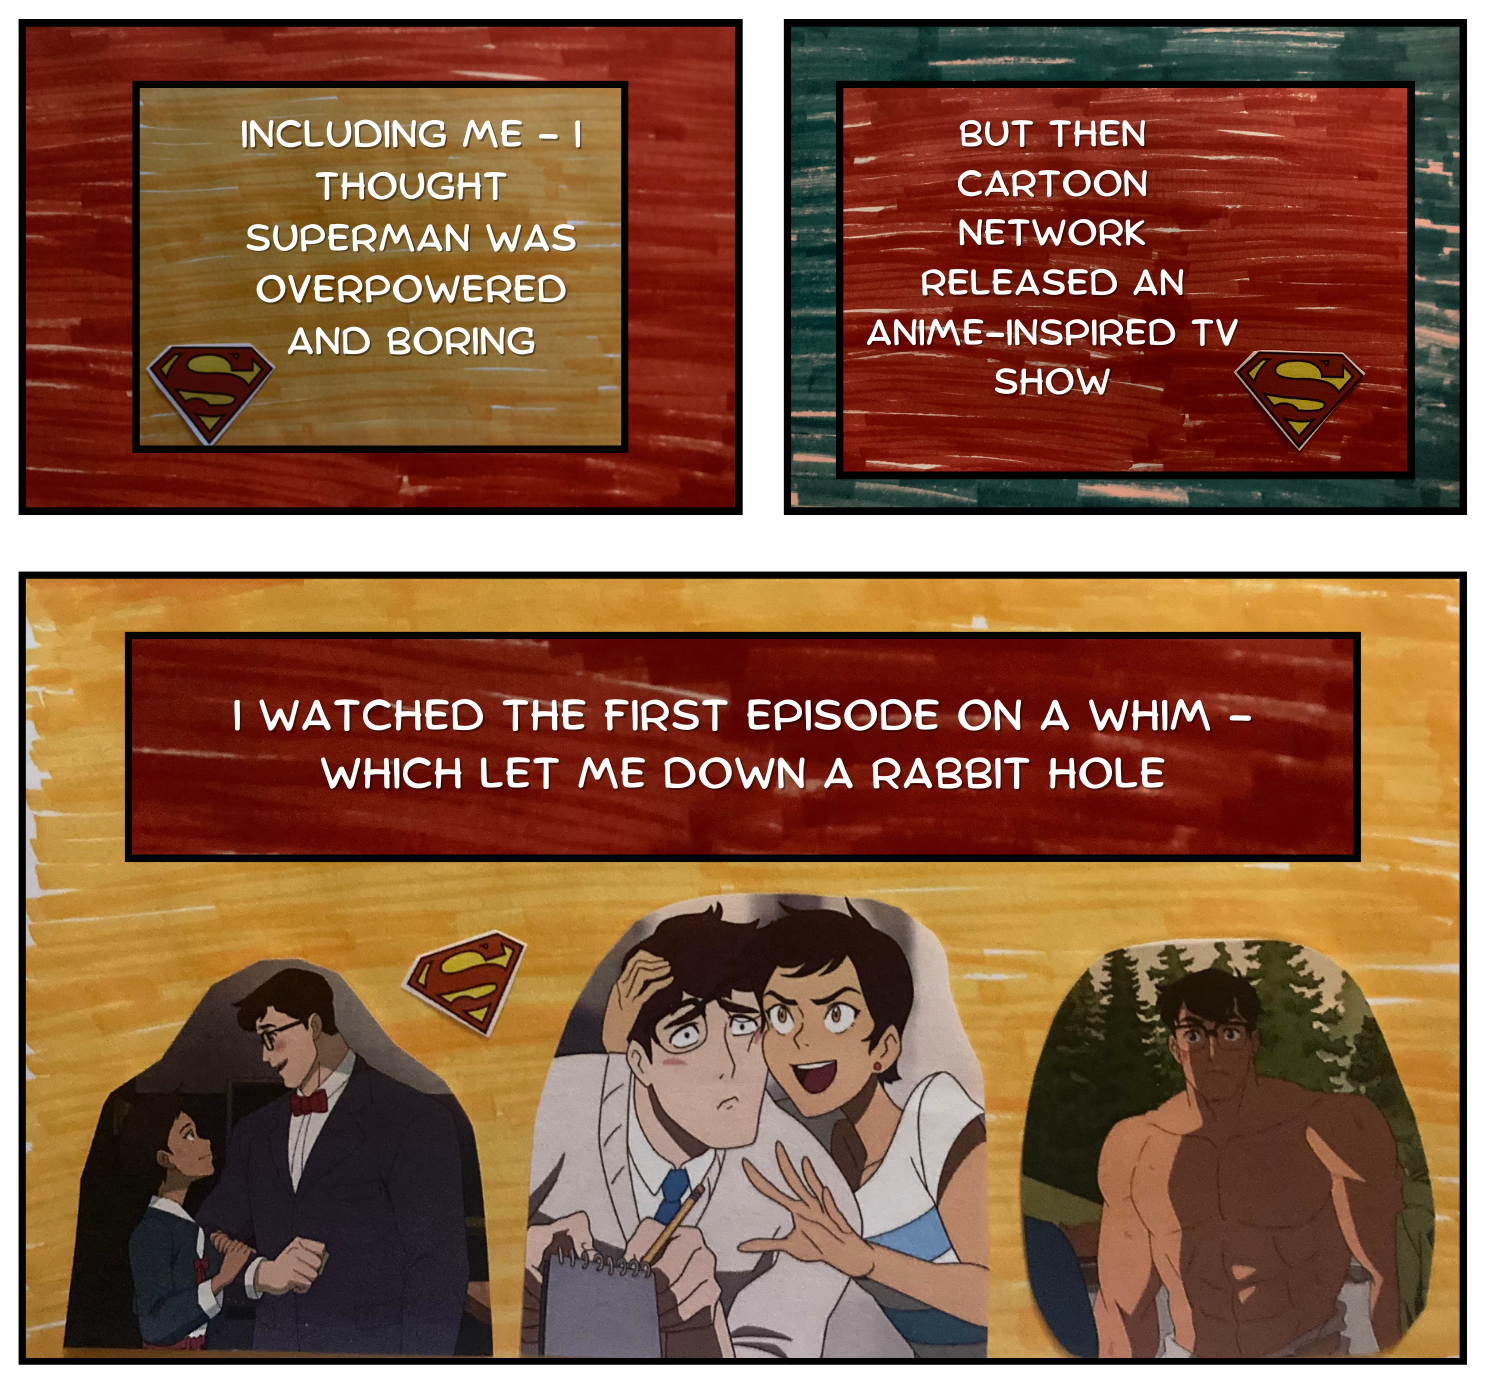 INCLUDING ME - I
THOUGHT
SUPERMAN WAS
OVERPOWERED
AND BORING
S
BUT THEN
CARTOON
NETWORK
RELEASED AN
ANIME-INSPIRED TV
SHOW
S
I WATCHED THE FIRST EPISODE ON A WHIM -
WHICH LET ME DOWN A RABBIT HOLE
S